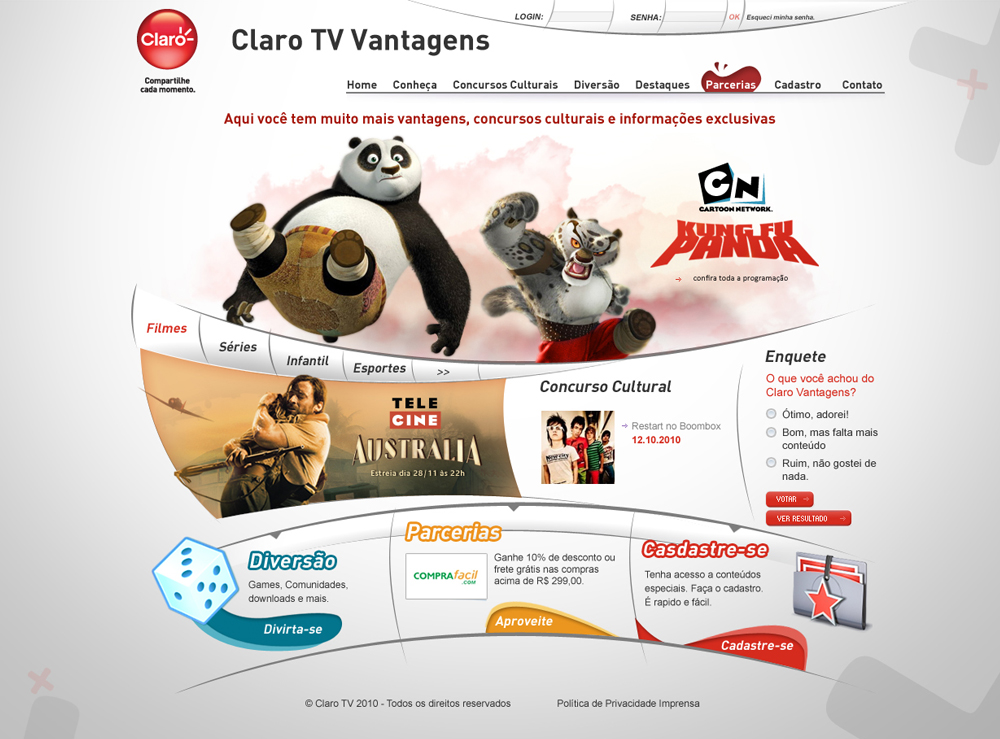 LOGIN: SENHA: OK Esqueci minha senha.
Claro
Compartilhe
cada momento.
Claro TV Vantagens
Home Conheça Concursos Culturais Diversão Destaques Parcerias Cadastro Contato
Aqui você tem muito mais vantagens, concursos culturais e informações exclusivas
CN
CARTOON NETWORK.
KUNG FU
PANDA
confira toda a programação
Filmes
Séries
Infantil
Esportes
>>
TELE
CINE
AUSTRALIA
Estreia dia 28/11 às 22h
Concurso Cultural
Restart no Boombox
12.10.2010
Enquete
O que você achou do
Claro Vantagens?
Ótimo, adorei!
Bom, mas falta mais
conteúdo
Ruim, não gostei de
nada.
VOTAR
VER RESULTADO
Diversão
Games, Comunidades,
downloads e mais.
Divirta-se
Parcerias
COMPRAFACIL
.COM
Ganhe 10% de desconto ou
frete grátis nas compras
acima de R$ 299,00.
Aproveite
Casdastre-se
Tenha acesso a conteúdos
especiais. Faça o cadastro.
É rapido e fácil.
Cadastre-se
© Claro TV 2010 - Todos os direitos reservados
Política de Privacidade Imprensa